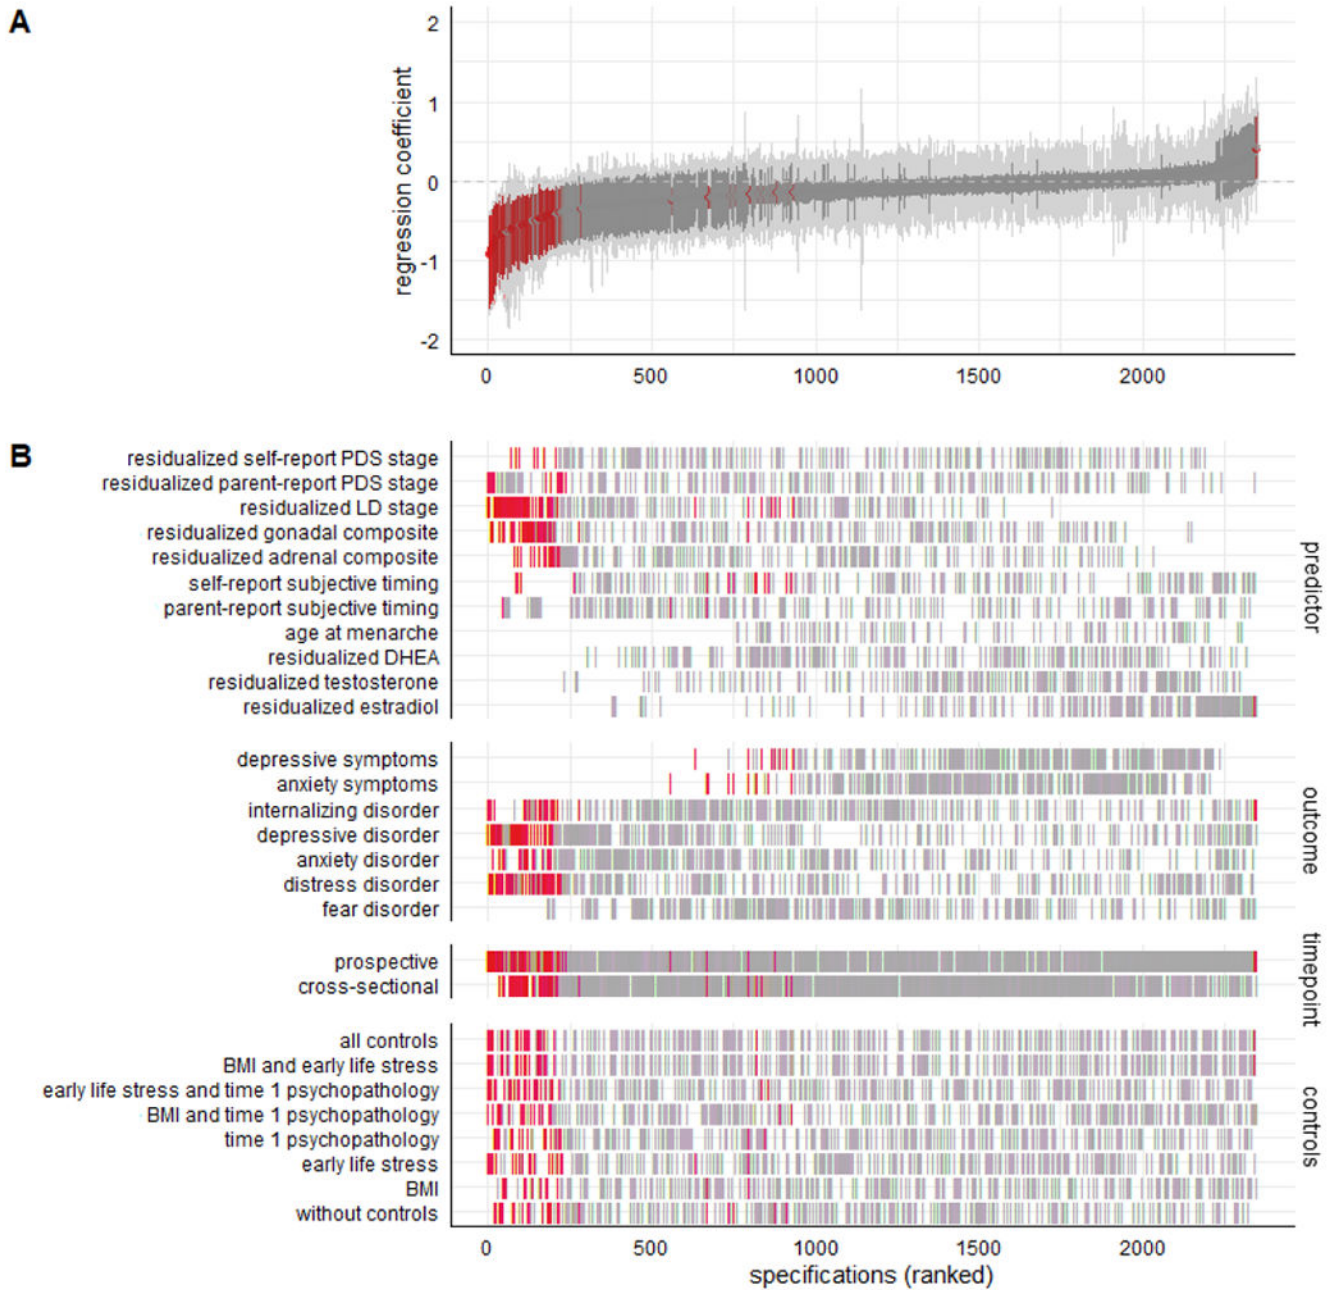 A
2
1
0
-1
-2
regression coefficient
0 500 1000 1500 2000
B
residualized self-report PDS stage
residualized parent-report PDS stage
residualized LD stage
residualized gonadal composite
residualized adrenal composite
self-report subjective timing
parent-report subjective timing
age at menarche
residualized DHEA
residualized testosterone
residualized estradiol
predictor
depressive symptoms
anxiety symptoms
internalizing disorder
depressive disorder
anxiety disorder
distress disorder
fear disorder
outcome
prospective
cross-sectional
timepoint
all controls
BMI and early life stress
early life stress and time 1 psychopathology
BMI and time 1 psychopathology
time 1 psychopathology
early life stress
BMI
without controls
controls
0 500 1000 1500 2000
specifications (ranked)